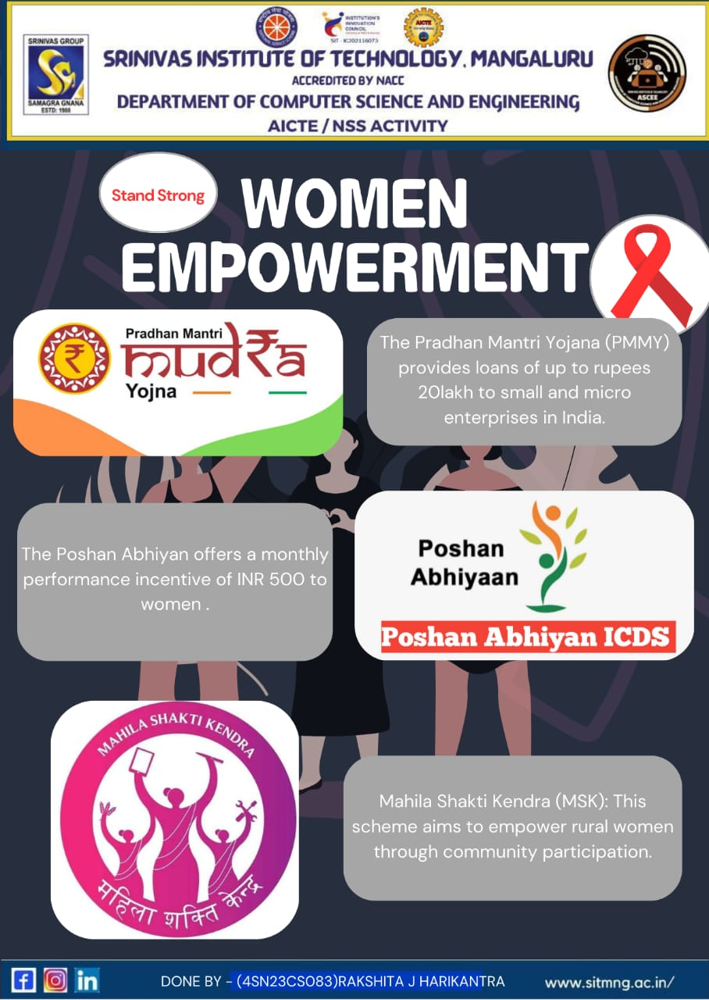 SRINIVAS GROUP
SAMAGRA GNANA
ESTD: 1988
INSTITUTION'S
INNOVATION
COUNCIL
SIT - IC202116073
AICTE
SRINIVAS INSTITUTE OF TECHNOLOGY, MANGALURU
ACCREDITED BY NACC
DEPARTMENT OF COMPUTER SCIENCE AND ENGINEERING
AICTE / NSS ACTIVITY
ASCEE
Stand Strong
WOMEN
EMPOWERMENT
Pradhan Mantri
mudRa
Yojna
The Pradhan Mantri Yojana (PMMY)
provides loans of up to rupees
20lakh to small and micro
enterprises in India.
The Poshan Abhiyan offers a monthly
performance incentive of INR 500 to
women .
Poshan
Abhiyaan
Poshan Abhiyan ICDS
MAHILA SHAKTI KENDRA
महिला शक्ति केन्द्र
Mahila Shakti Kendra (MSK): This
scheme aims to empower rural women
through community participation.
DONE BY - (4SN23CS083)RAKSHITA J HARIKANTRA
www.sitmng.ac.in/